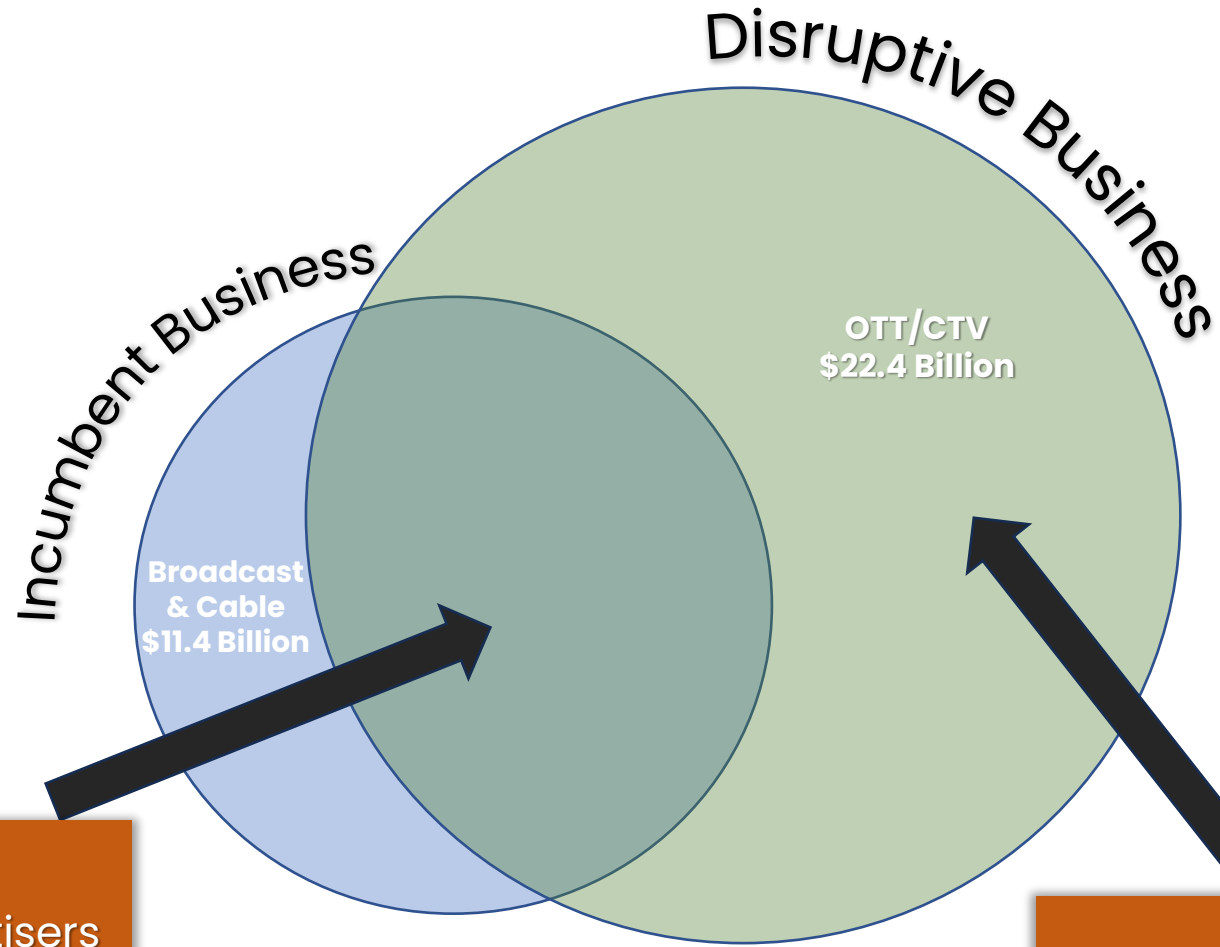 Disruptive Business
Incumbent Business
OTT/CTV
$22.4 Billion
Broadcast
& Cable
$11.4 Billion